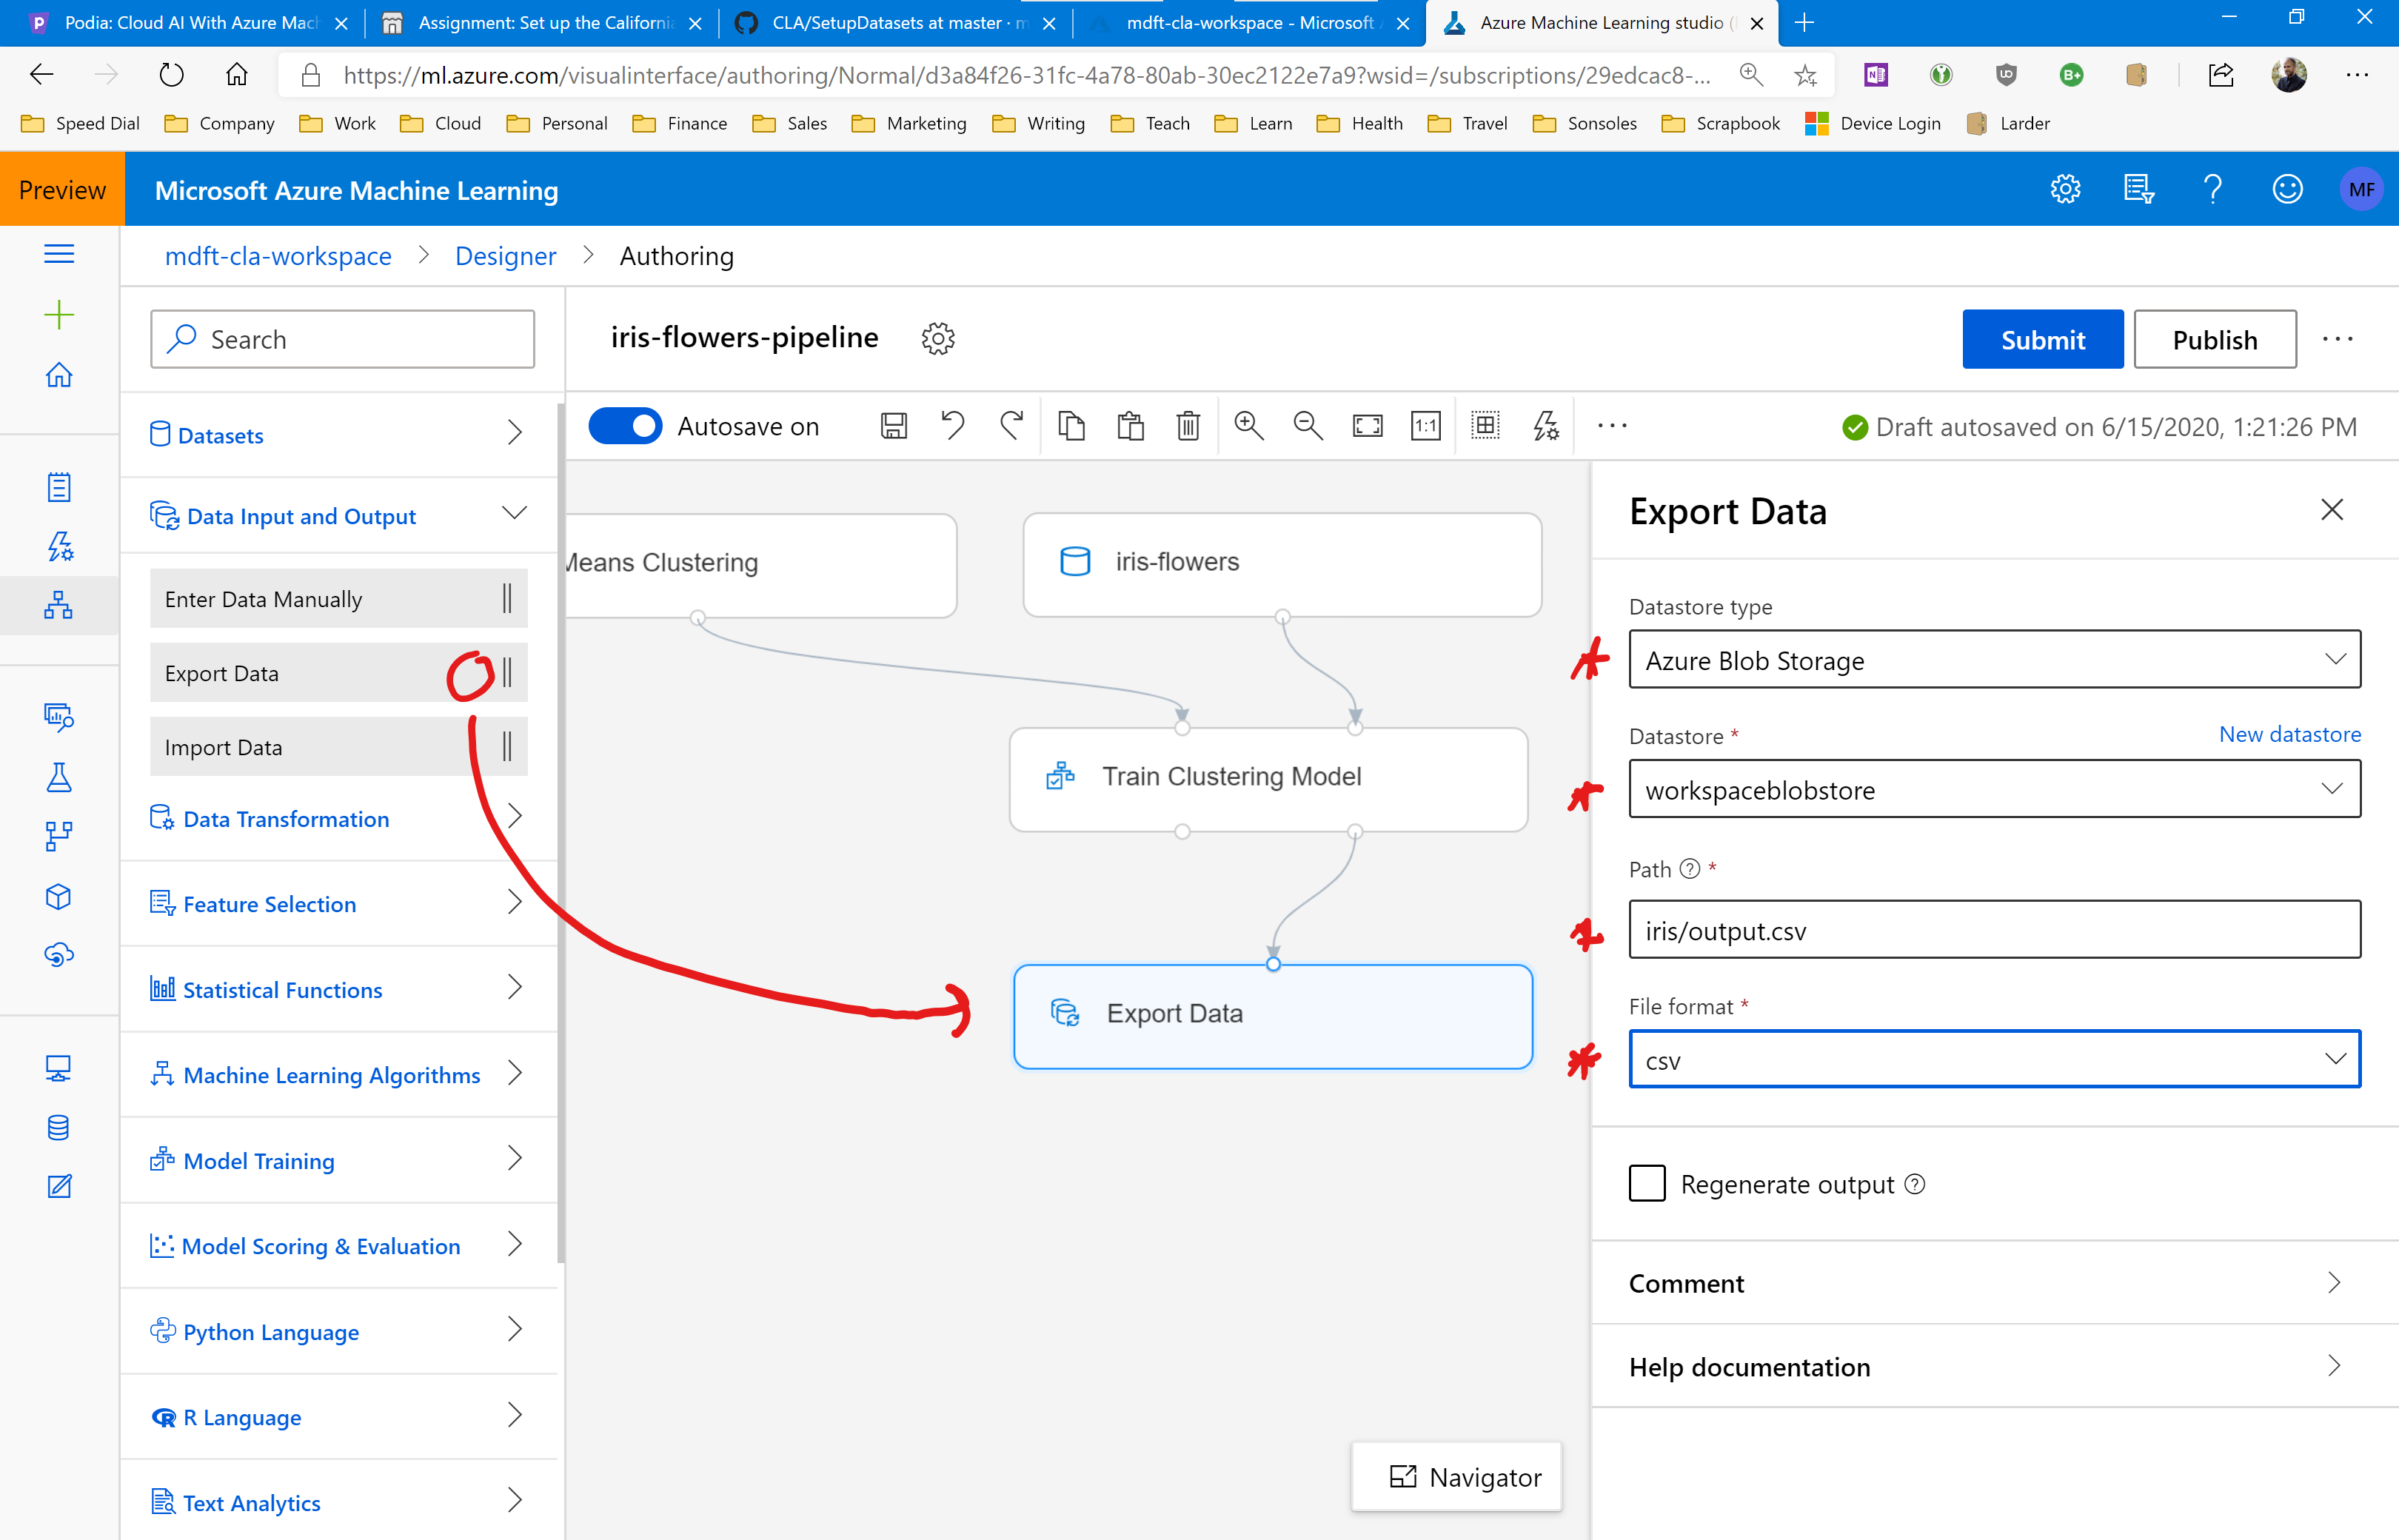 Podia: Cloud AI With Azure Mach
Assignment: Set up the California
CLA/SetupDatasets at master · m
mdft-cla-workspace - Microsoft A
Azure Machine Learning studio (
https://ml.azure.com/visualinterface/authoring/Normal/d3a84f26-31fc-4a78-80ab-30ec2122e7a9?wsid=/subscriptions/29edcac8-...
Speed Dial Company Work Cloud Personal Finance Sales Marketing Writing Teach Learn Health Travel Sonsoles Scrapbook Device Login Larder
Preview Microsoft Azure Machine Learning MF
mdft-cla-workspace > Designer > Authoring
Search
iris-flowers-pipeline
Submit
Publish
Autosave on
1:1
Draft autosaved on 6/15/2020, 1:21:26 PM
Datasets
Data Input and Output
Enter Data Manually
Export Data
Import Data
Data Transformation
Feature Selection
Statistical Functions
Machine Learning Algorithms
Model Training
Model Scoring & Evaluation
Python Language
R Language
Text Analytics
Means Clustering
iris-flowers
Train Clustering Model
Export Data
Navigator
Export Data
Datastore type
Azure Blob Storage
Datastore *
New datastore
workspaceblobstore
Path ? *
iris/output.csv
File format *
csv
Regenerate output ?
Comment
Help documentation